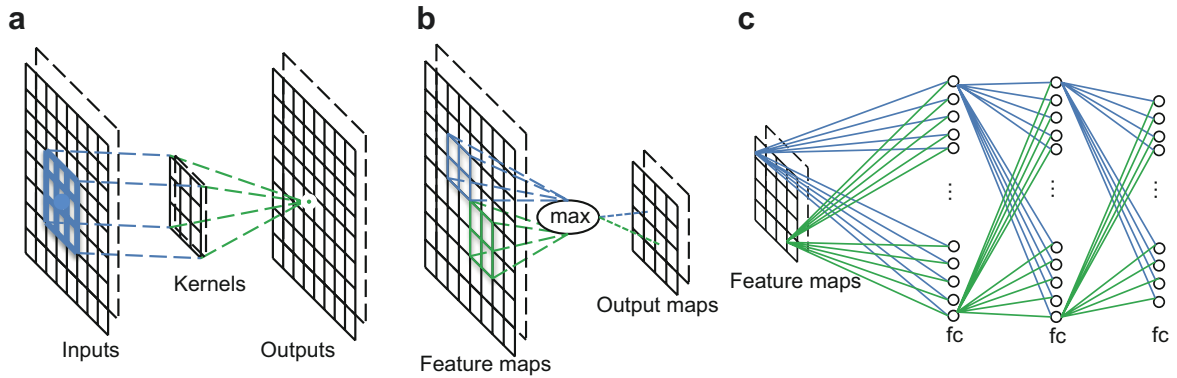 a
b
c
Inputs
Kernels
Outputs
max
Feature maps
Output maps
Feature maps
fc
fc
fc